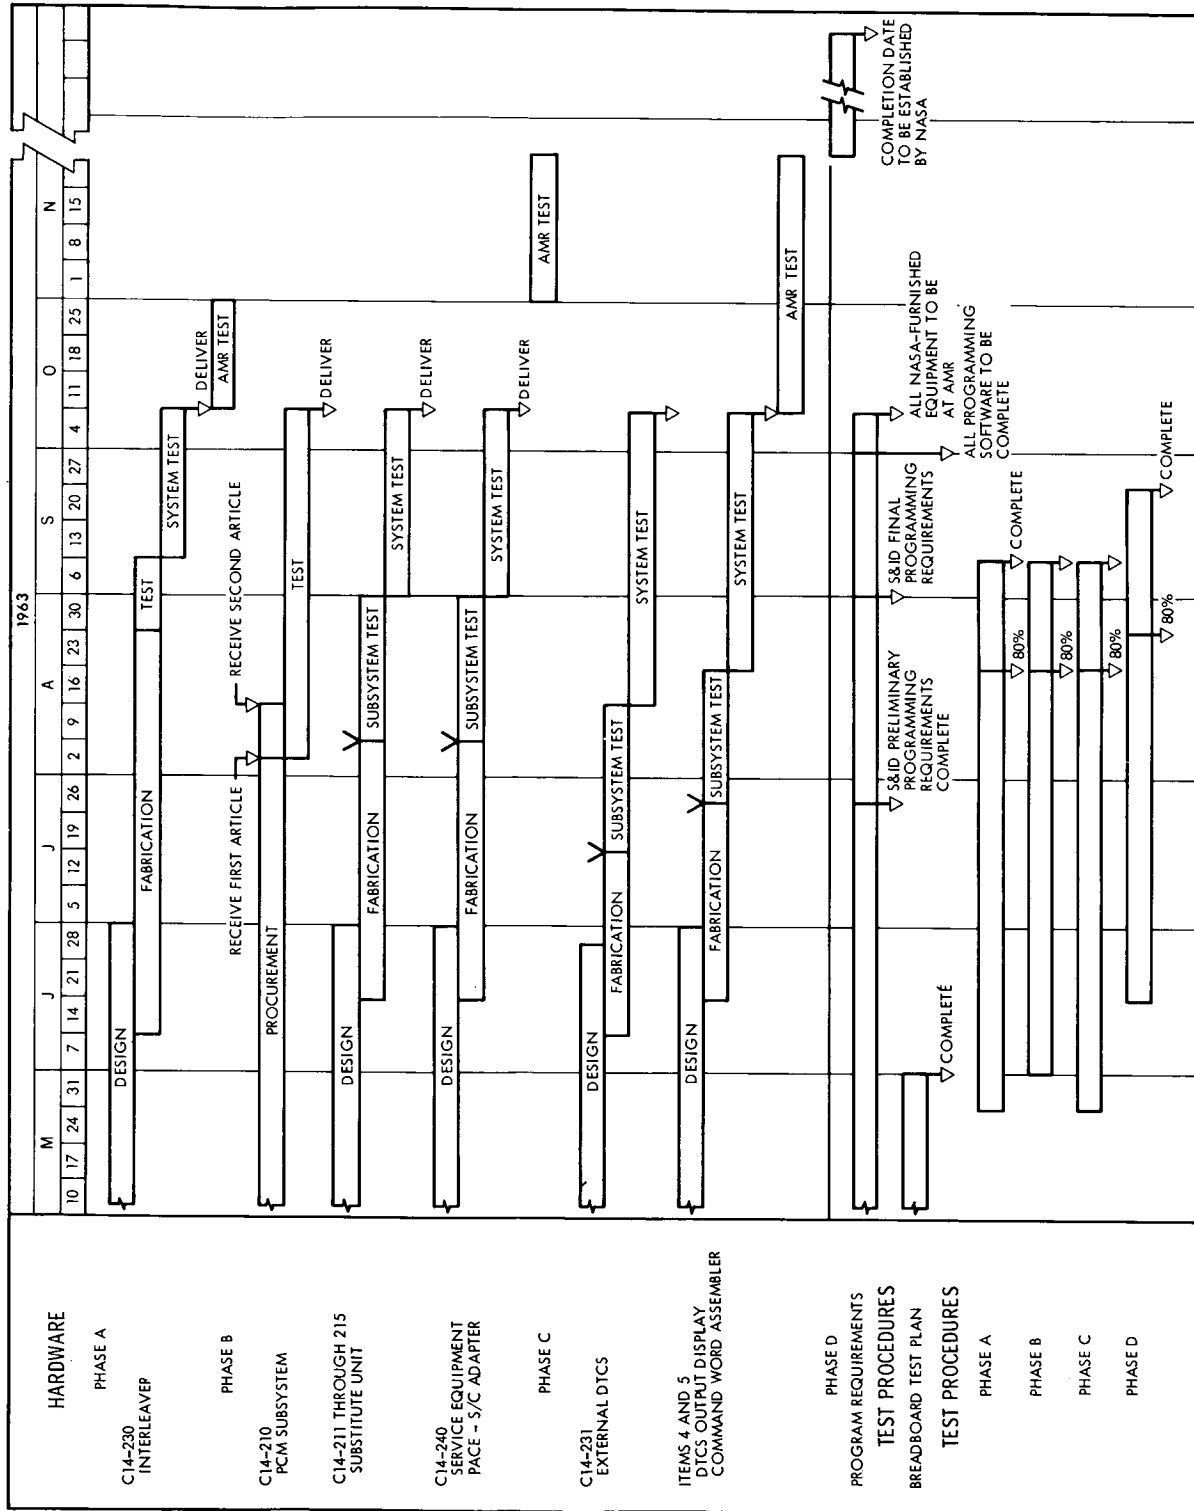 1963
HARDWARE
M J J A S O N
10 17 24 31 7 14 21 28 5 12 19 26 2 9 16 23 30 6 13 20 27 4 11 18 25 1 8 15
PHASE A
C14-230
INTERLEAVER
DESIGN
FABRICATION
TEST
SYSTEM TEST
DELIVER
AMR TEST
PHASE B
C14-210
PCM SUBSYSTEM
RECEIVE FIRST ARTICLE
RECEIVE SECOND ARTICLE
PROCUREMENT
TEST
DELIVER
C14-211 THROUGH 215
SUBSTITUTE UNIT
DESIGN
FABRICATION
SUBSYSTEM TEST
SYSTEM TEST
DELIVER
C14-240
SERVICE EQUIPMENT
PACE - S/C ADAPTER
DESIGN
FABRICATION
SUBSYSTEM TEST
SYSTEM TEST
DELIVER
PHASE C
AMR TEST
C14-231
EXTERNAL DTCS
DESIGN
FABRICATION
SUBSYSTEM TEST
SYSTEM TEST
ITEMS 4 AND 5
DTCS OUTPUT DISPLAY
COMMAND WORD ASSEMBLER
DESIGN
FABRICATION
SUBSYSTEM TEST
SYSTEM TEST
AMR TEST
PHASE D
COMPLETION DATE
TO BE ESTABLISHED
BY NASA
PROGRAM REQUIREMENTS
S&ID PRELIMINARY
PROGRAMMING
REQUIREMENTS
COMPLETE
S&ID FINAL
PROGRAMMING
REQUIREMENTS
ALL NASA-FURNISHED
EQUIPMENT TO BE
AT AMR
ALL PROGRAMMING
SOFTWARE TO BE
COMPLETE
TEST PROCEDURES
BREADBOARD TEST PLAN
COMPLETE
TEST PROCEDURES
PHASE A
80%
COMPLETE
PHASE B
80%
PHASE C
80%
PHASE D
80%
COMPLETE